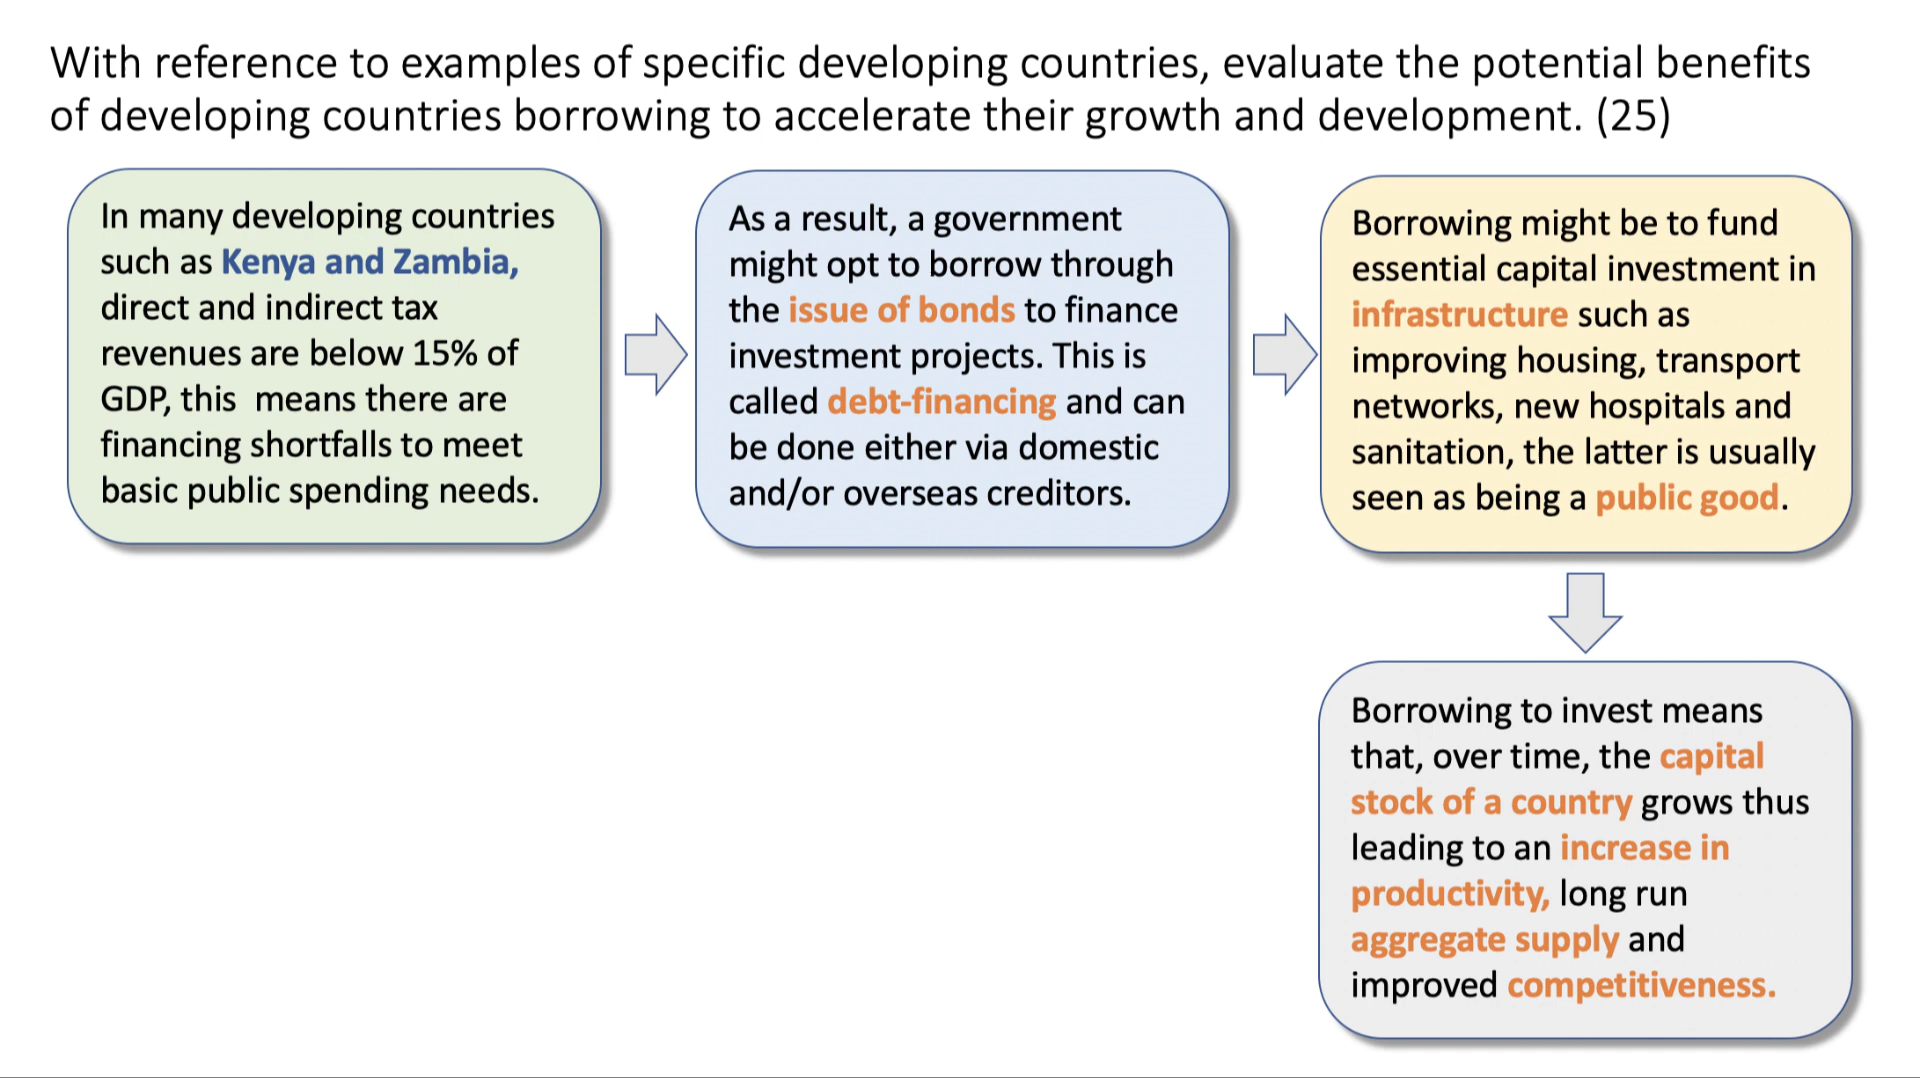 With reference to examples of specific developing countries, evaluate the potential benefits
of developing countries borrowing to accelerate their growth and development. (25)
In many developing countries
such as Kenya and Zambia,
direct and indirect tax
revenues are below 15% of
GDP, this  means there are
financing shortfalls to meet
basic public spending needs.
As a result, a government
might opt to borrow through
the issue of bonds to finance
investment projects. This is
called debt-financing and can
be done either via domestic
and/or overseas creditors.
Borrowing might be to fund
essential capital investment in
infrastructure such as
improving housing, transport
networks, new hospitals and
sanitation, the latter is usually
seen as being a public good.
Borrowing to invest means
that, over time, the capital
stock of a country grows thus
leading to an increase in
productivity, long run
aggregate supply and
improved competitiveness.